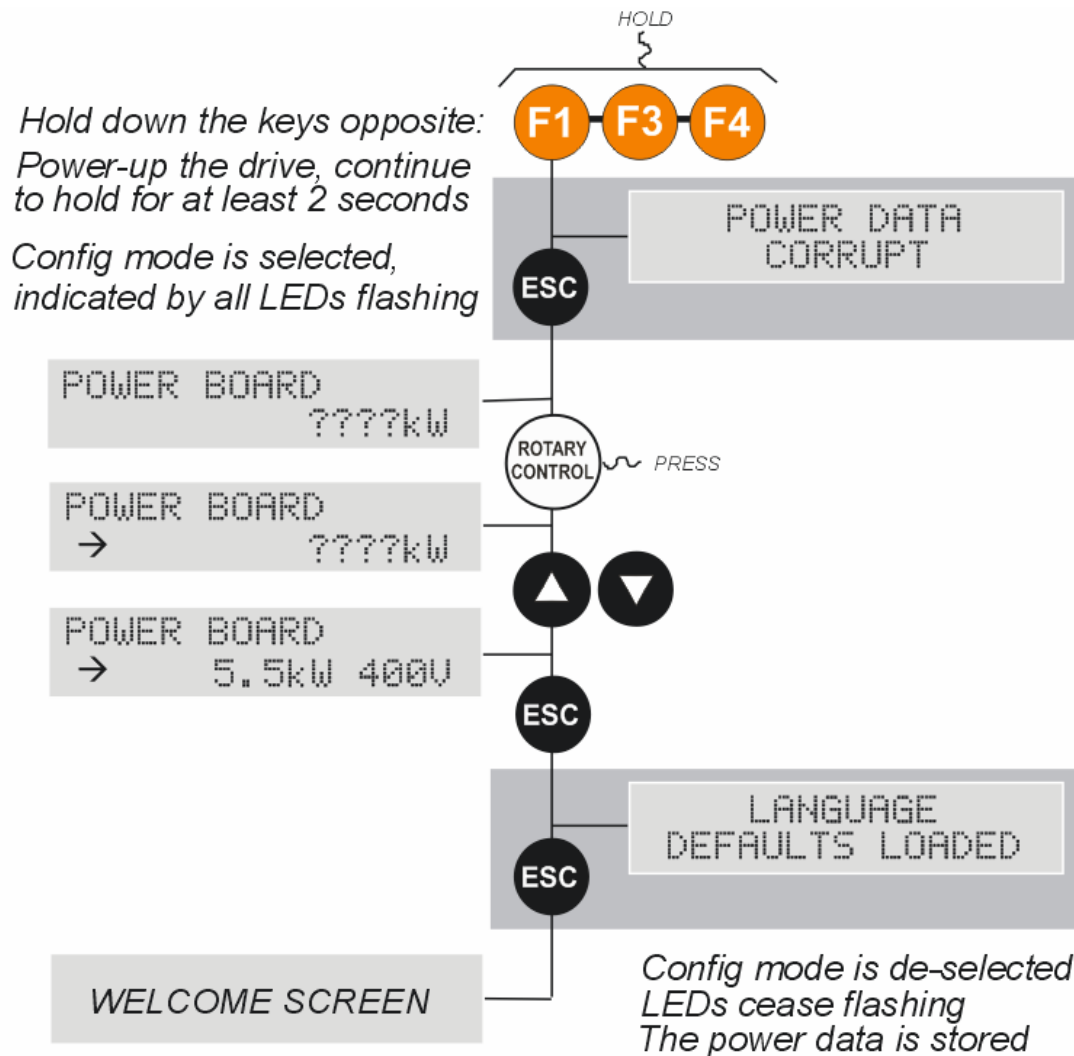 HOLD
F1 F3 F4
Hold down the keys opposite:
Power-up the drive, continue
to hold for at least 2 seconds
Config mode is selected,
indicated by all LEDs flashing
POWER DATA
CORRUPT
ESC
POWER BOARD
????kW
ROTARY
CONTROL
PRESS
POWER BOARD
→ ????kW
POWER BOARD
→ 5.5kW 400V
ESC
LANGUAGE
DEFAULTS LOADED
ESC
WELCOME SCREEN
Config mode is de-selected
LEDs cease flashing
The power data is stored